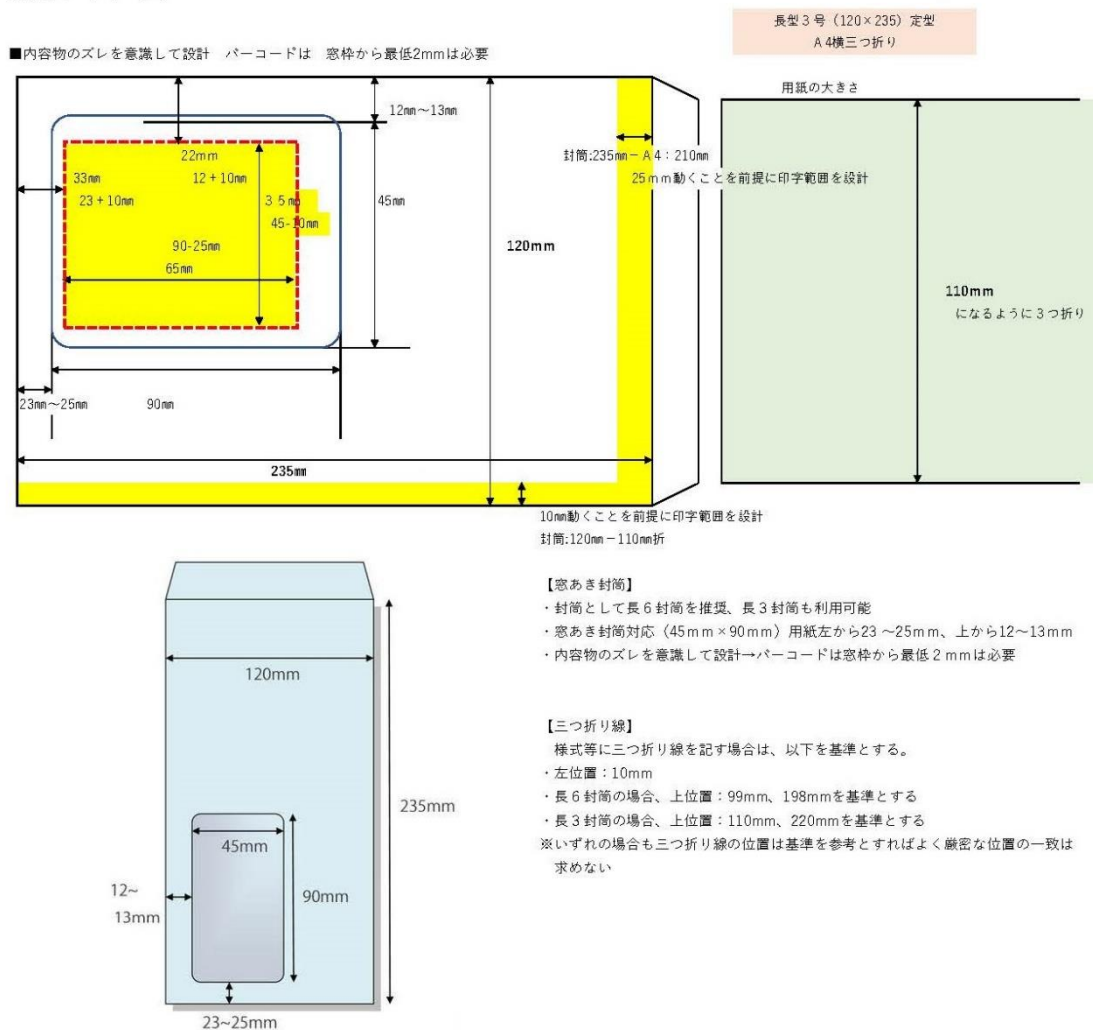 長型3号（120×235）定型
A4横三つ折り
■内容物のズレを意識して設計　バーコードは　窓枠から最低2mmは必要
用紙の大きさ
12mm～13mm
封筒:235㎜－A4：210㎜
25ｍｍ動くことを前提に印字範囲を設計
22mm
12＋10㎜
33㎜
23＋10㎜
35㎜
45-10㎜
45㎜
90-25㎜
65㎜
120mm
110mm
になるように3つ折り
23㎜～25㎜
90㎜
235㎜
10㎜動くことを前提に印字範囲を設計
封筒:120㎜－110㎜折
【窓あき封筒】
・封筒として長6封筒を推奨、長3封筒も利用可能
・窓あき封筒対応（45ｍｍ×90ｍｍ）用紙左から23～25ｍｍ、上から12～13ｍｍ
・内容物のズレを意識して設計→バーコードは窓枠から最低2ｍｍは必要
【三つ折り線】
様式等に三つ折り線を記す場合は、以下を基準とする。
・左位置：10mm
・長6封筒の場合、上位置：99mm、198mmを基準とする
・長3封筒の場合、上位置：110mm、220mmを基準とする
※いずれの場合も三つ折り線の位置は基準を参考とすればよく厳密な位置の一致は
求めない
120mm
235mm
45mm
90mm
12~
13mm
23~25mm